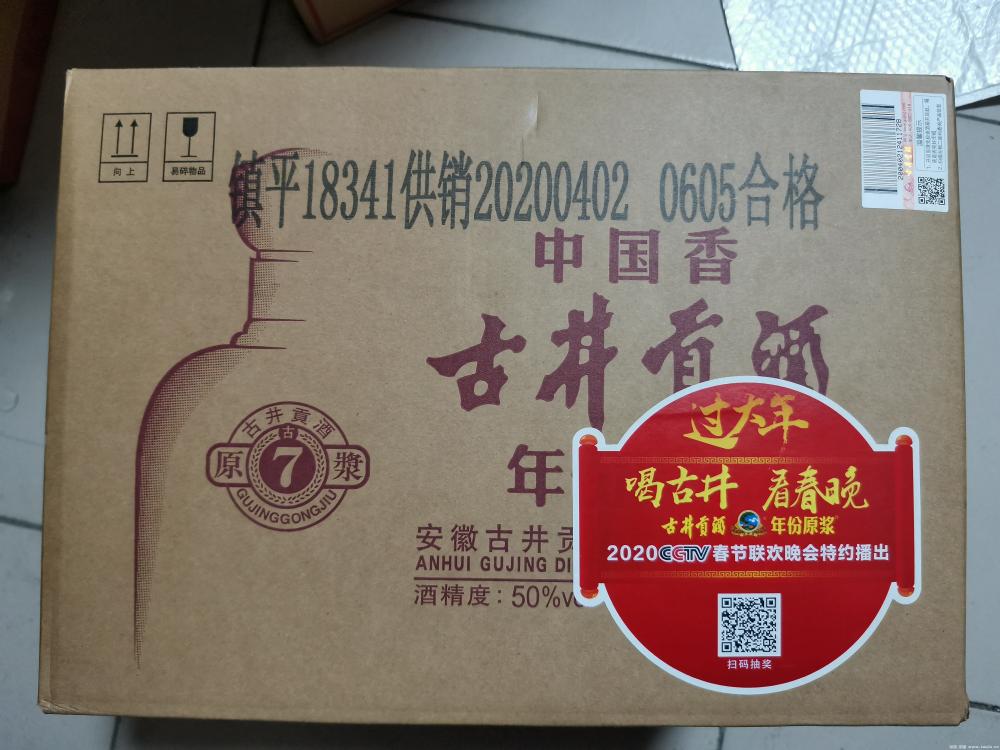 向上
易碎物品
镇平18341供销20200402 0605合格
中国香
古井贡酒
年
古井貢酒
古
原7漿
GUJINGGONGJIU
安徽古井贡
ANHUI GUJING DI
酒精度：50%vo
过大年
喝古井 看春晚
古井贡酒 年份原浆
2020CCTV春节联欢晚会特约播出
扫码抽奖